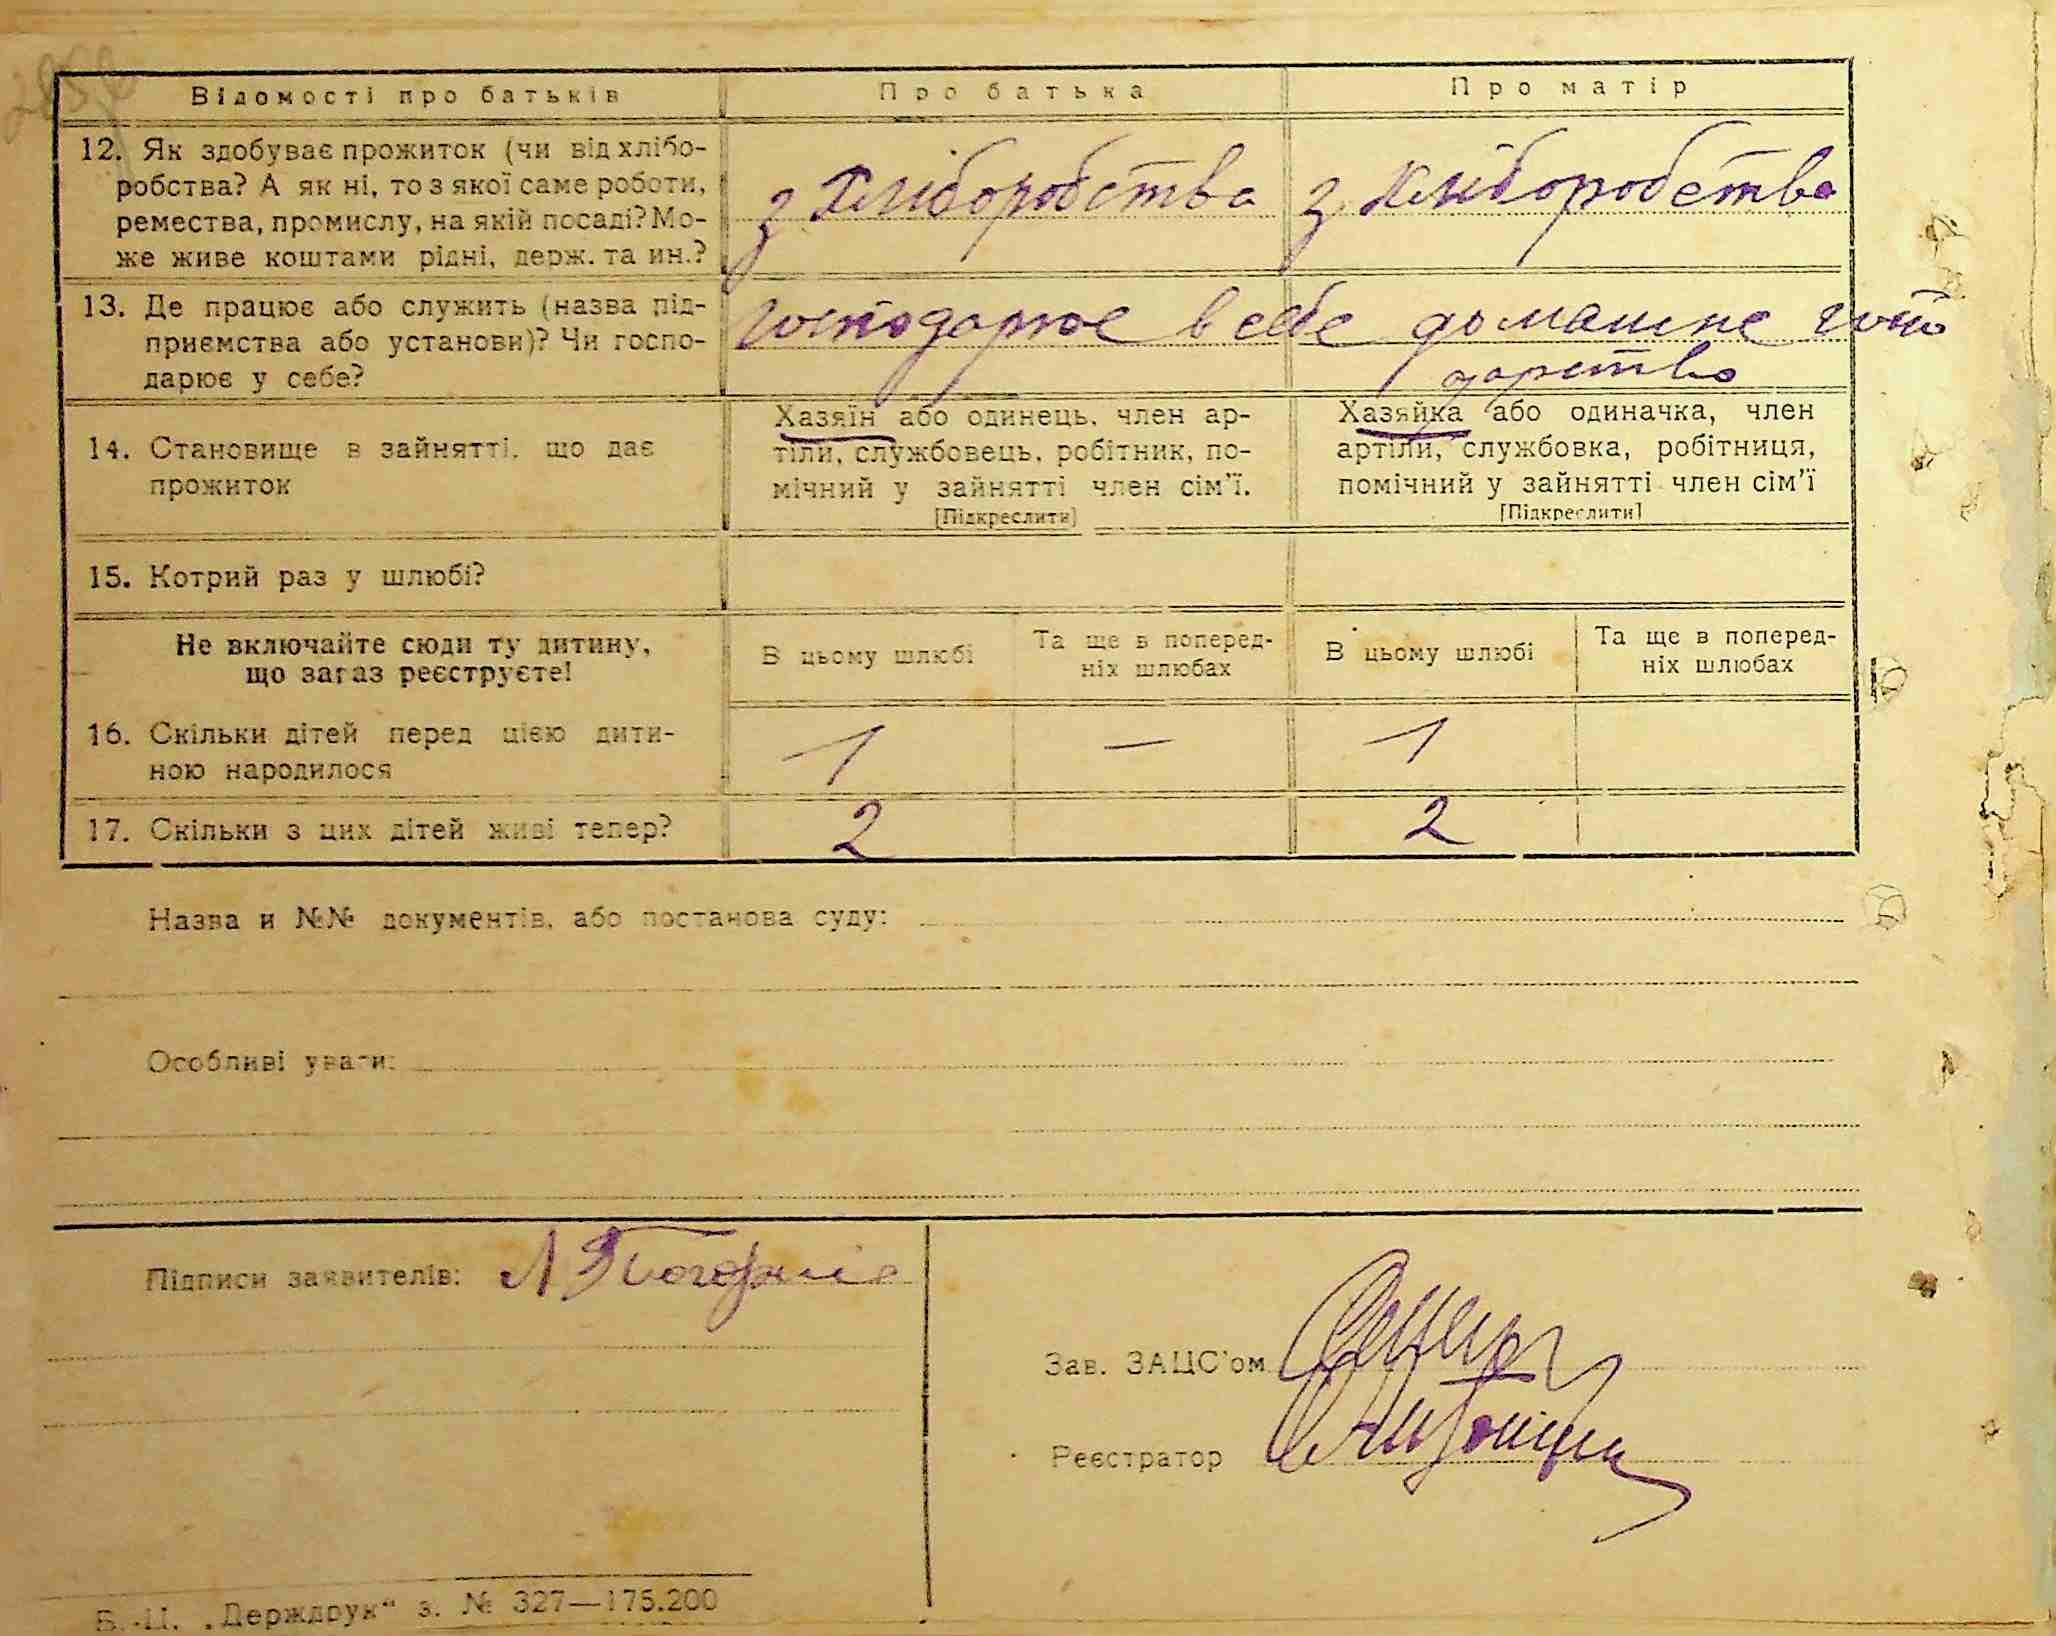 Відомості про батьків
Про батька
Про матір
12. Як здобуває прожиток (чи від хлібо-
робства? А як ні, то з якої саме роботи,
ремества, промислу, на якій посаді? Мо-
же живе коштами рідні, держ. та ин.?
з Хліборобства
з Хліборобства
13. Де працює або служить (назва під-
приємства або установи)? Чи госпо-
дарює у себе?
господарює в себе
домашнє госпо
дарство
14. Становище в зайнятті, що дає
прожиток
Хазяїн або одинець, член ар-
тіли, службовець, робітник, по-
мічний у зайнятті член сім'ї.
[Підкреслити]
Хазяйка або одиначка, член
артіли, службовка, робітниця,
помічний у зайнятті член сім'ї
[Підкреслити]
15. Котрий раз у шлюбі?
Не включайте сюди ту дитину,
що зараз реєструєте!
В цьому шлюбі
Та ще в поперед-
ніх шлюбах
В цьому шлюбі
Та ще в поперед-
ніх шлюбах
16. Скільки дітей перед цією дити-
ною народилося
1
—
1
17. Скільки з цих дітей живі тепер?
2
2
Назва и №№ документів, або постанова суду:
Особливі уваги:
Підписи заявителів:
Зав. ЗАЦС'ом
Реєстратор
Б.-Ц. „Держдрук“ з. № 327—175.200